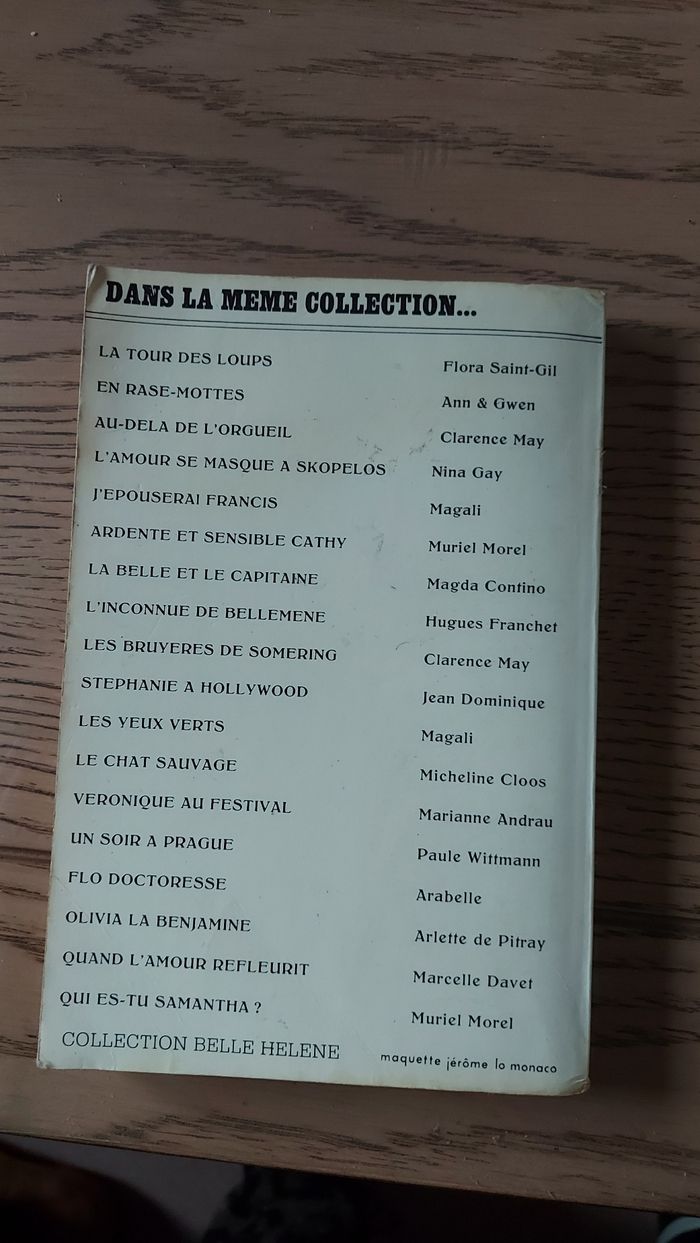 DANS LA MEME COLLECTION...
LA TOUR DES LOUPS Flora Saint-Gil
EN RASE-MOTTES Ann & Gwen
AU-DELA DE L'ORGUEIL Clarence May
L'AMOUR SE MASQUE A SKOPELOS Nina Gay
J'EPOUSERAI FRANCIS Magali
ARDENTE ET SENSIBLE CATHY Muriel Morel
LA BELLE ET LE CAPITAINE Magda Contino
L'INCONNUE DE BELLEMENE Hugues Franchet
LES BRUYERES DE SOMERING Clarence May
STEPHANIE A HOLLYWOOD Jean Dominique
LES YEUX VERTS Magali
LE CHAT SAUVAGE Micheline Cloos
VERONIQUE AU FESTIVAL Marianne Andrau
UN SOIR A PRAGUE Paule Wittmann
FLO DOCTORESSE Arabelle
OLIVIA LA BENJAMINE Arlette de Pitray
QUAND L'AMOUR REFLEURIT Marcelle Davet
QUI ES-TU SAMANTHA ? Muriel Morel
COLLECTION BELLE HELENE maquette jérôme lo monaco